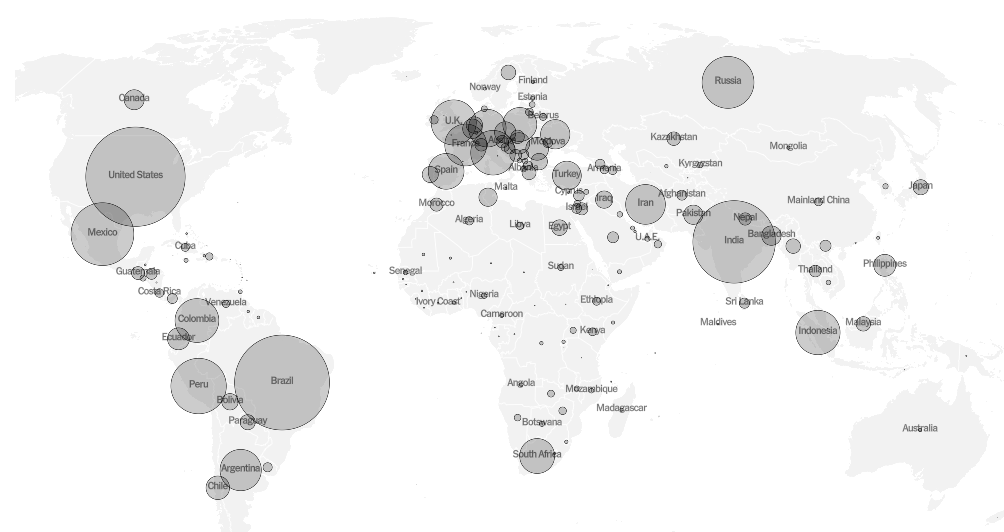 Russia
Canada
Finland
Norway
Estonia
Belarus
U.K.
Kazakhstan
Mongolia
France
Moldova
Kyrgyzstan
United States
Spain
Albania
Armenia
Turkey
Malta
Cyprus
Japan
Afghanistan
Mainland China
Morocco
Israel
Iraq
Iran
Pakistan
Nepal
Algeria
Libya
Egypt
Mexico
U.A.E.
India
Bangladesh
Cuba
Guatemala
Senegal
Sudan
Thailand
Philippines
Costa Rica
Venezuela
'Ivory Coast'
Nigeria
Ethiopia
Sri Lanka
Colombia
Cameroon
Maldives
Malaysia
Ecuador
Kenya
Indonesia
Peru
Brazil
Angola
Mozambique
Bolivia
Madagascar
Paraguay
Botswana
Australia
South Africa
Argentina
Chile